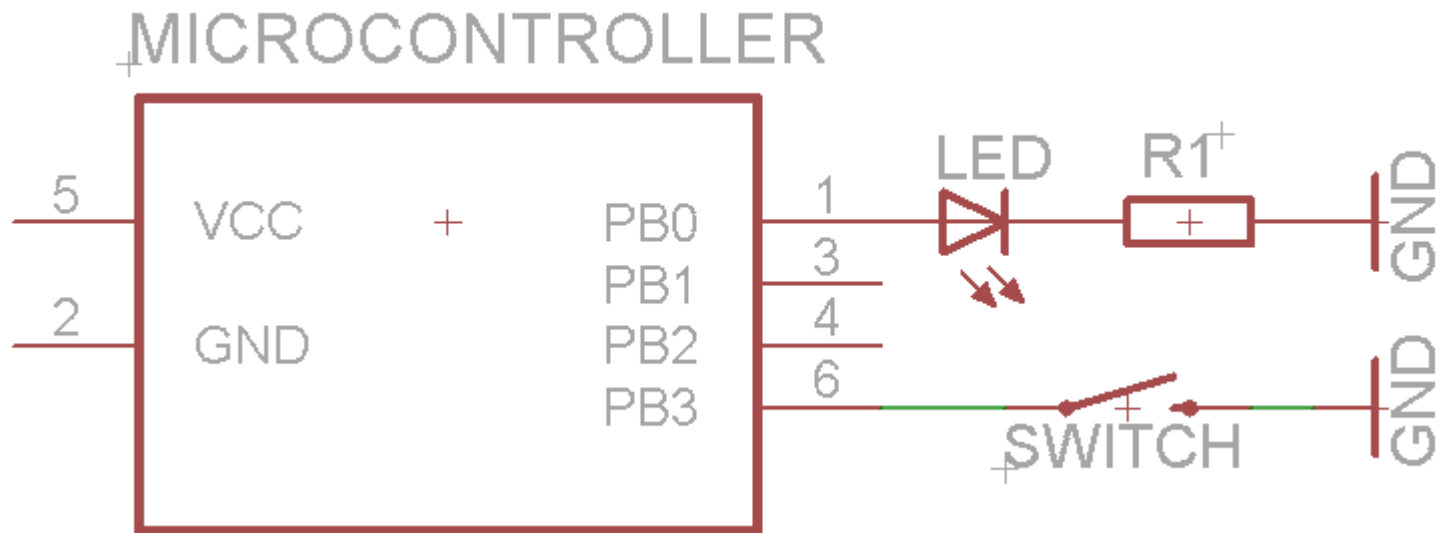 MICROCONTROLLER
LED
R1
5
VCC
PB0
1
GND
PB1
3
2
GND
PB2
4
PB3
6
GND
SWITCH